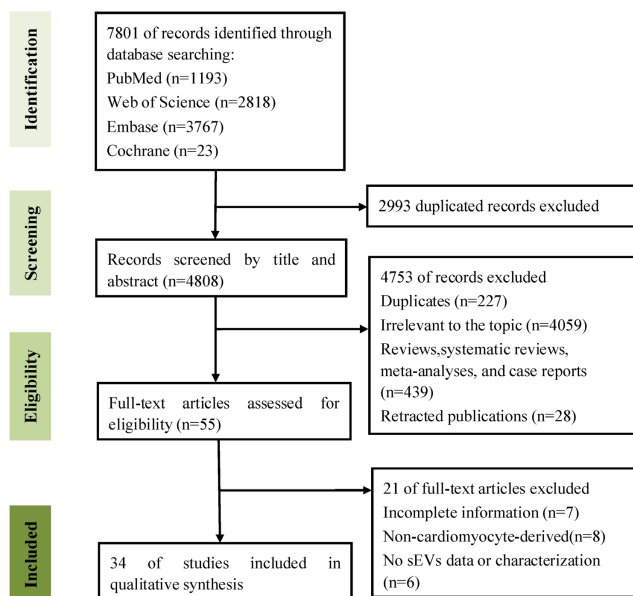 Identification
7801 of records identified through
database searching:
PubMed (n=1193)
Web of Science (n=2818)
Embase (n=3767)
Cochrane (n=23)
Screening
2993 duplicated records excluded
Records screened by title and
abstract (n=4808)
4753 of records excluded
Duplicates (n=227)
Irrelevant to the topic (n=4059)
Reviews,systematic reviews,
meta-analyses, and case reports
(n=439)
Retracted publications (n=28)
Eligibility
Full-text articles assessed for
eligibility (n=55)
21 of full-text articles excluded
Incomplete information (n=7)
Non-cardiomyocyte-derived(n=8)
No sEVs data or characterization
(n=6)
Included
34 of studies included in
qualitative synthesis